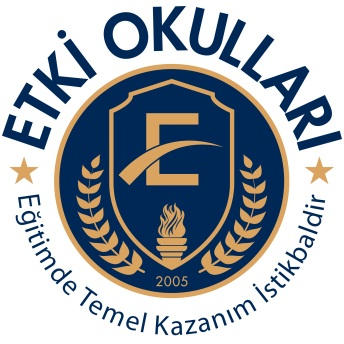 ETKİ OKULLARI
E
2005
Eğitimde Temel Kazanım İstikbaldir